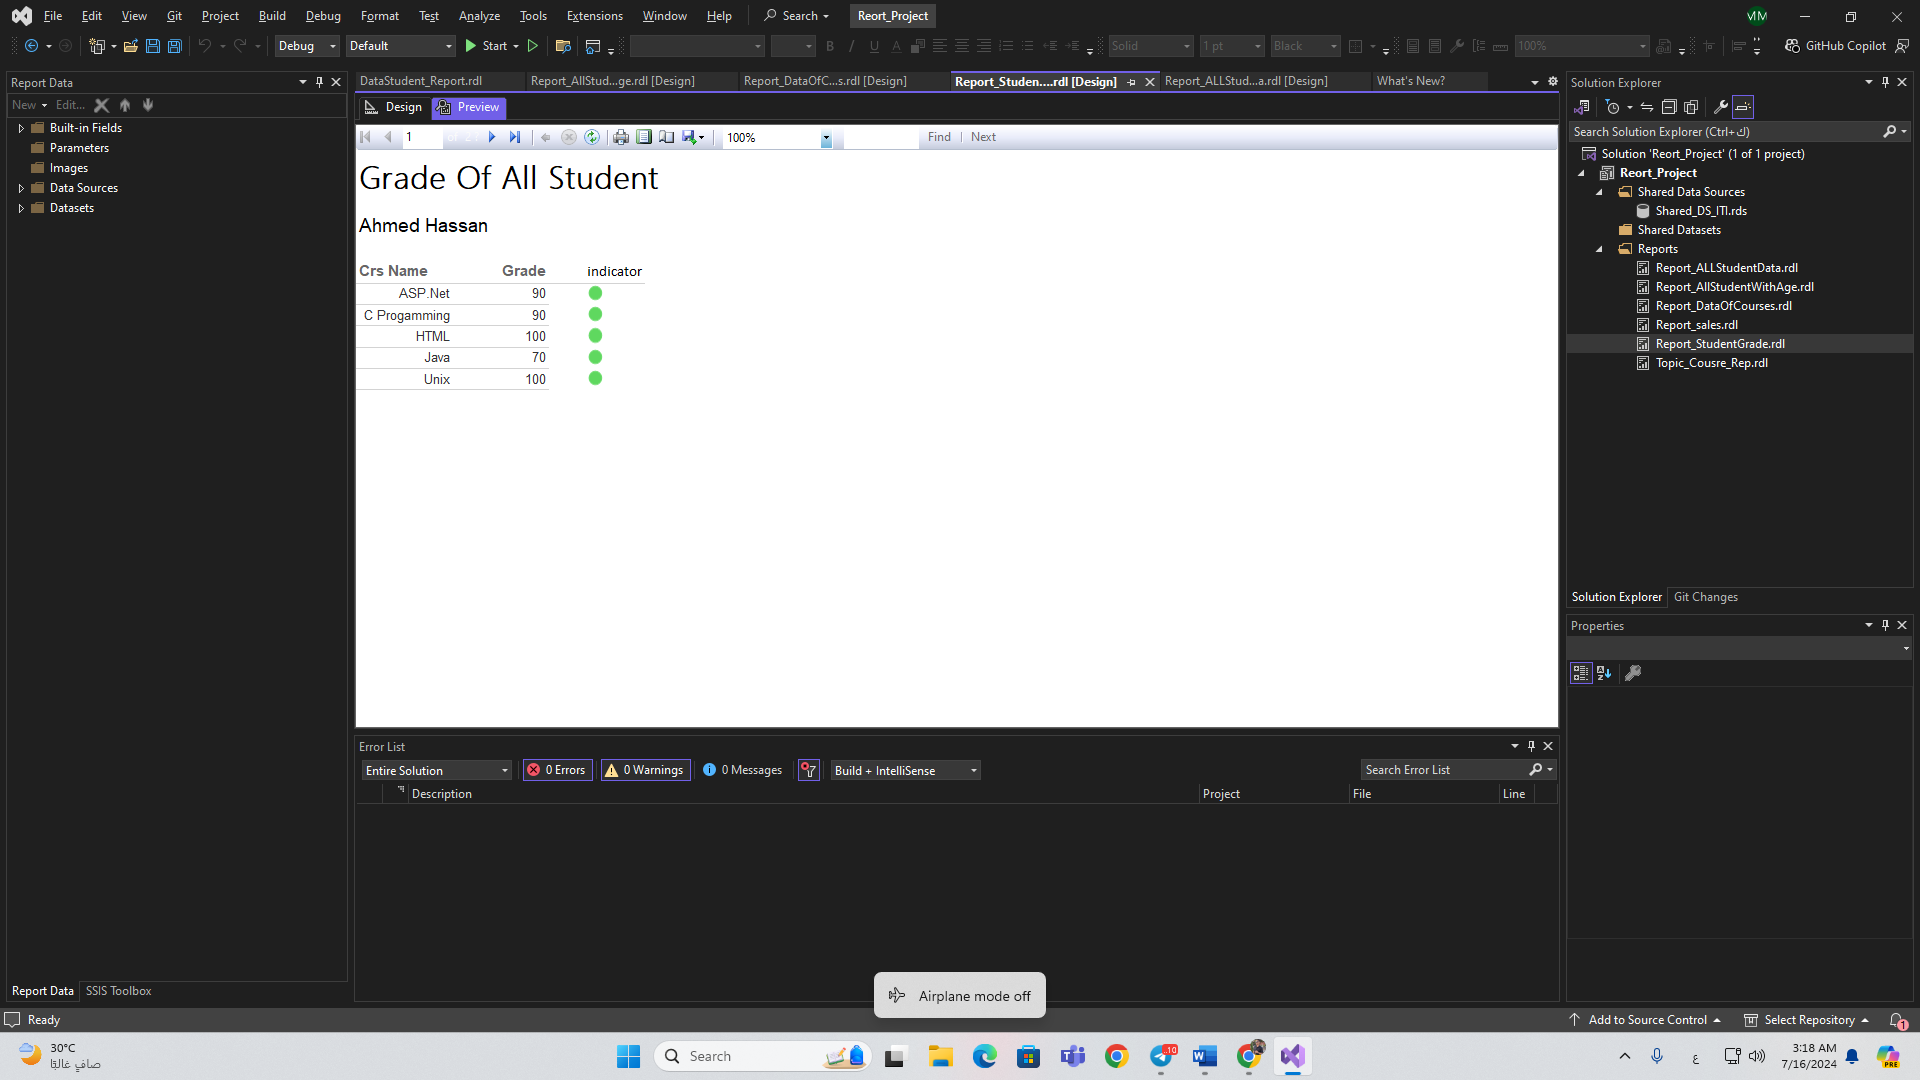 File Edit View Git Project Build Debug Format Test Analyze Tools Extensions Window Help Search Reort_Project MM
Debug Default Start Solid 1 pt Black 100% GitHub Copilot
Report Data
New Edit...
Built-in Fields
Parameters
Images
Data Sources
Datasets
Report Data SSIS Toolbox
DataStudent_Report.rdl Report_AllStud...ge.rdl [Design] Report_DataOfC...s.rdl [Design] Report_Studen....rdl [Design] Report_ALLStud...a.rdl [Design] What's New?
Design Preview
1 100% Find Next
Grade Of All Student
Ahmed Hassan
Crs Name Grade indicator
ASP.Net 90
C Progamming 90
HTML 100
Java 70
Unix 100
Error List
Entire Solution 0 Errors 0 Warnings 0 Messages Build + IntelliSense Search Error List
Description Project File Line
Solution Explorer
Search Solution Explorer (Ctrl+ك)
Solution 'Reort_Project' (1 of 1 project)
Reort_Project
Shared Data Sources
Shared_DS_ITI.rds
Shared Datasets
Reports
Report_ALLStudentData.rdl
Report_AllStudentWithAge.rdl
Report_DataOfCourses.rdl
Report_sales.rdl
Report_StudentGrade.rdl
Topic_Cousre_Rep.rdl
Solution Explorer Git Changes
Properties
Airplane mode off
Ready Add to Source Control Select Repository 1
30°C
صافٍ غالبًا
Search 10 ع 3:18 AM
7/16/2024 PRE